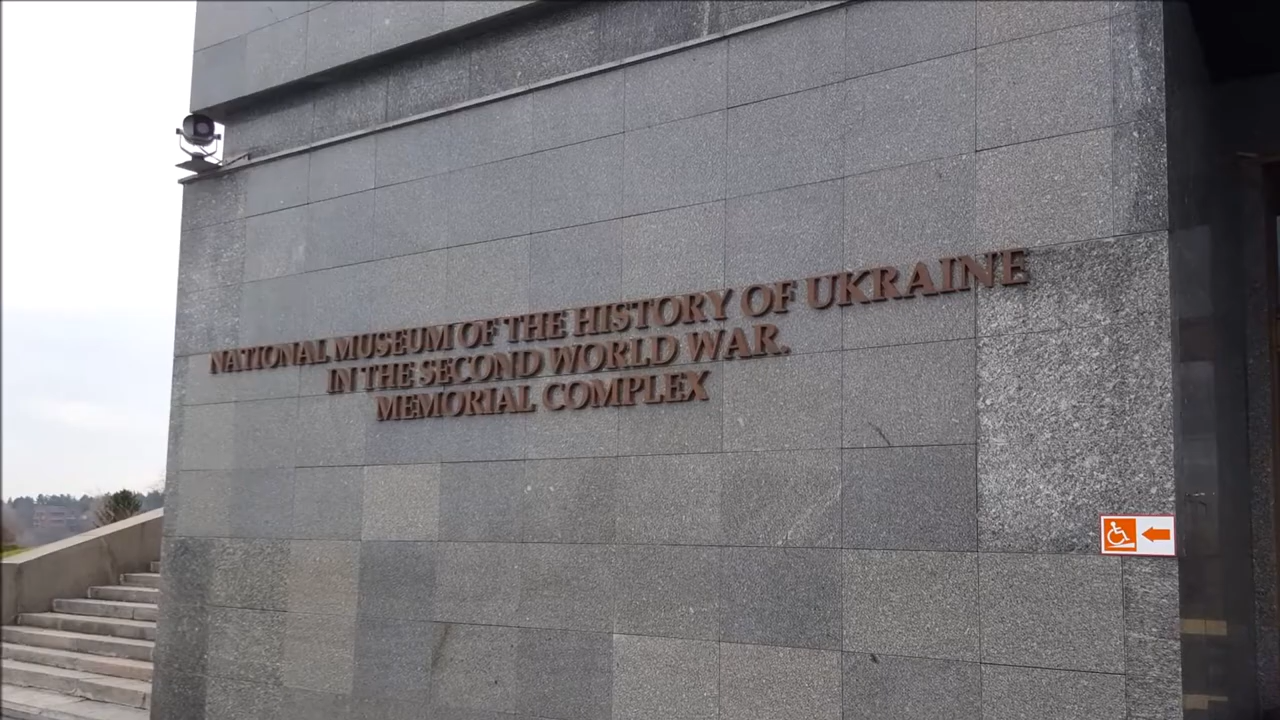 NATIONAL MUSEUM OF THE HISTORY OF UKRAINE
IN THE SECOND WORLD WAR.
MEMORIAL COMPLEX